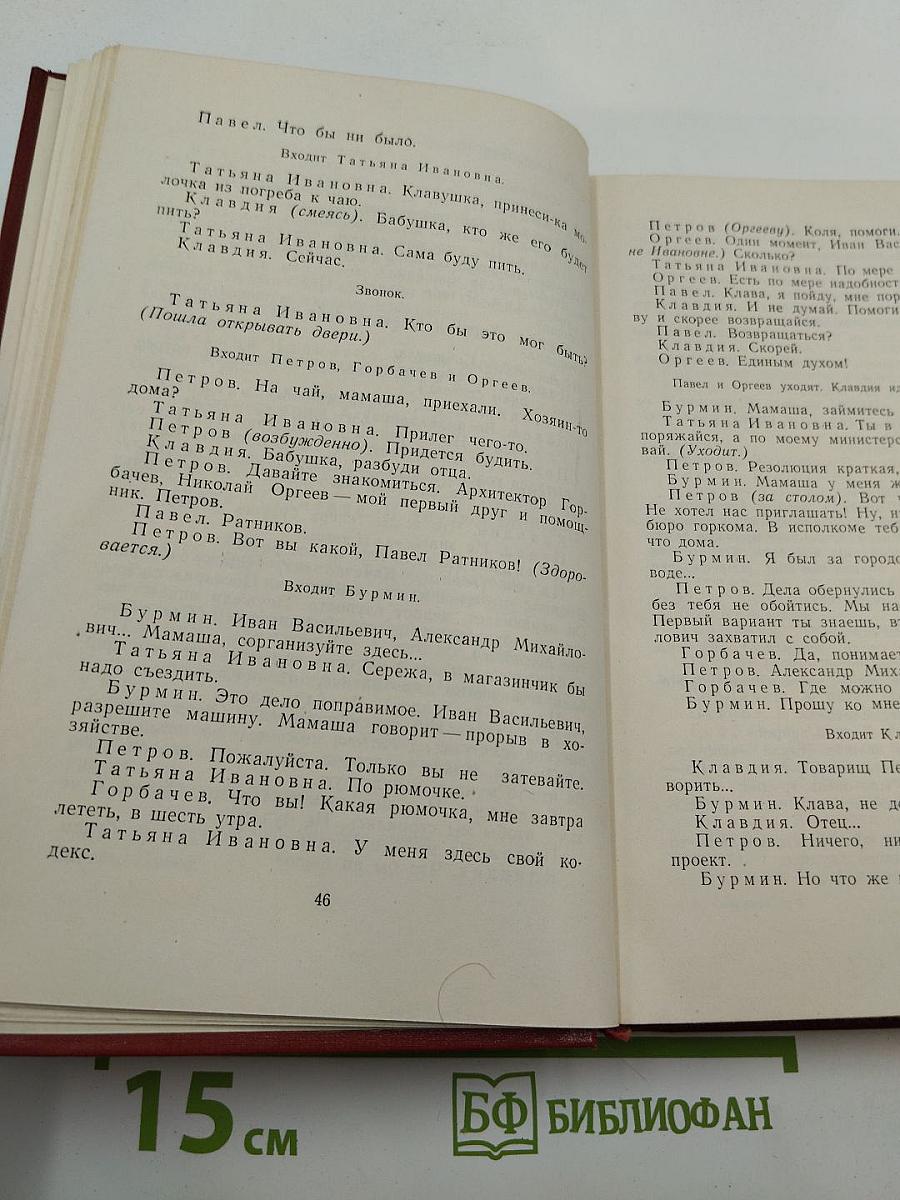 Павел. Что бы ни было.
Входит Татьяна Ивановна.
Татьяна Ивановна. Клавушка, принеси-ка мо-
лочка из погреба к чаю.
Клавдия (смеясь). Бабушка, кто же его будет
пить?
Татьяна Ивановна. Сама буду пить.
Клавдия. Сейчас.
Звонок.
Татьяна Ивановна. Кто бы это мог быть?
(Пошла открывать двери.)
Входит Петров, Горбачев и Оргеев.
Петров. На чай, мамаша, приехали. Хозяин-то
дома?
Татьяна Ивановна. Прилег чего-то.
Петров (возбужденно). Придется будить.
Клавдия. Бабушка, разбуди отца.
Петров. Давайте знакомиться. Архитектор Гор-
бачев, Николай Оргеев — мой первый друг и помощ-
ник. Петров.
Павел. Ратников.
Петров. Вот вы какой, Павел Ратников! (Здоро-
вается.)
Входит Бурмин.
Бурмин. Иван Васильевич, Александр Михайло-
вич... Мамаша, сорганизуйте здесь...
Татьяна Ивановна. Сережа, в магазинчик бы
надо съездить.
Бурмин. Это дело поправимое. Иван Васильевич,
разрешите машину. Мамаша говорит — прорыв в хо-
зяйстве.
Петров. Пожалуйста. Только вы не затевайте.
Татьяна Ивановна. По рюмочке.
Горбачев. Что вы! Какая рюмочка, мне завтра
лететь, в шесть утра.
Татьяна Ивановна. У меня здесь свой ко-
декс.
46
Петров (Оргееву). Коля, помоги.
Оргеев. Один момент, Иван Вас
не Ивановне.) Сколько?
Татьяна Ивановна. По мере
Оргеев. Есть по мере надобност
Павел. Клава, я пойду, мне пор
Клавдия. И не думай. Помоги
ву и скорее возвращайся.
Павел. Возвращаться?
Клавдия. Скорей.
Оргеев. Единым духом!
Павел и Оргеев уходят. Клавдия ид
Бурмин. Мамаша, займитесь
Татьяна Ивановна. Ты в
поряжайся, а по моему министерс
вай. (Уходит.)
Петров. Резолюция краткая,
Бурмин. Мамаша у меня ж
Петров (за столом). Вот
Не хотел нас приглашать! Ну,
бюро горкома. В исполкоме теб
что дома.
Бурмин. Я был за городо
воде...
Петров. Дела обернулись
без тебя не обойтись. Мы на
Первый вариант ты знаешь, вт
лович захватил с собой.
Горбачев. Да, понимает
Петров. Александр Миха
Горбачев. Где можно
Бурмин. Прошу ко мне
Входит Кл
Клавдия. Товарищ Пе
ворить...
Бурмин. Клава, не до
Клавдия. Отец...
Петров. Ничего, ни
проект.
Бурмин. Но что же
15 см
БФ БИБЛИОФАН